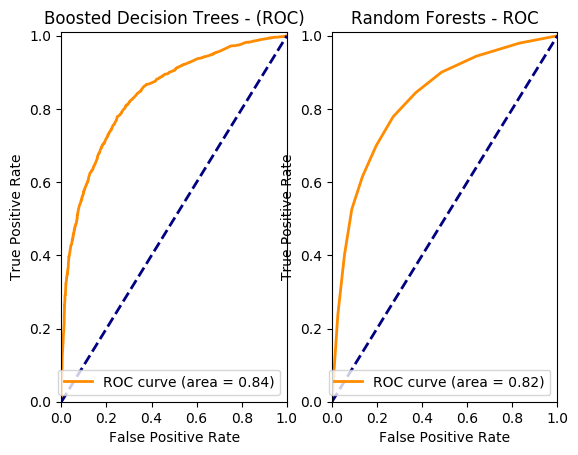 Boosted Decision Trees - (ROC)
1.0
0.8
0.6
0.4
0.2
0.0
True Positive Rate
ROC curve (area = 0.84)
0.0 0.2 0.4 0.6 0.8 1.0
False Positive Rate
Random Forests - ROC
1.0
0.8
0.6
0.4
0.2
0.0
True Positive Rate
ROC curve (area = 0.82)
0.0 0.2 0.4 0.6 0.8 1.0
False Positive Rate